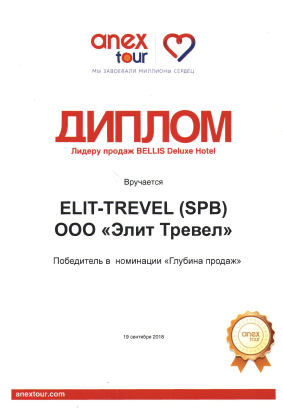 anex
tour
МЫ ЗАВОЕВАЛИ МИЛЛИОНЫ СЕРДЕЦ
ДИПЛОМ
Лидеру продаж BELLIS Deluxe Hotel
Вручается
ELIT-TREVEL (SPB)
ООО «Элит Тревел»
Победитель в номинации «Глубина продаж»
19 сентября 2018
anex
tour
anextour.com